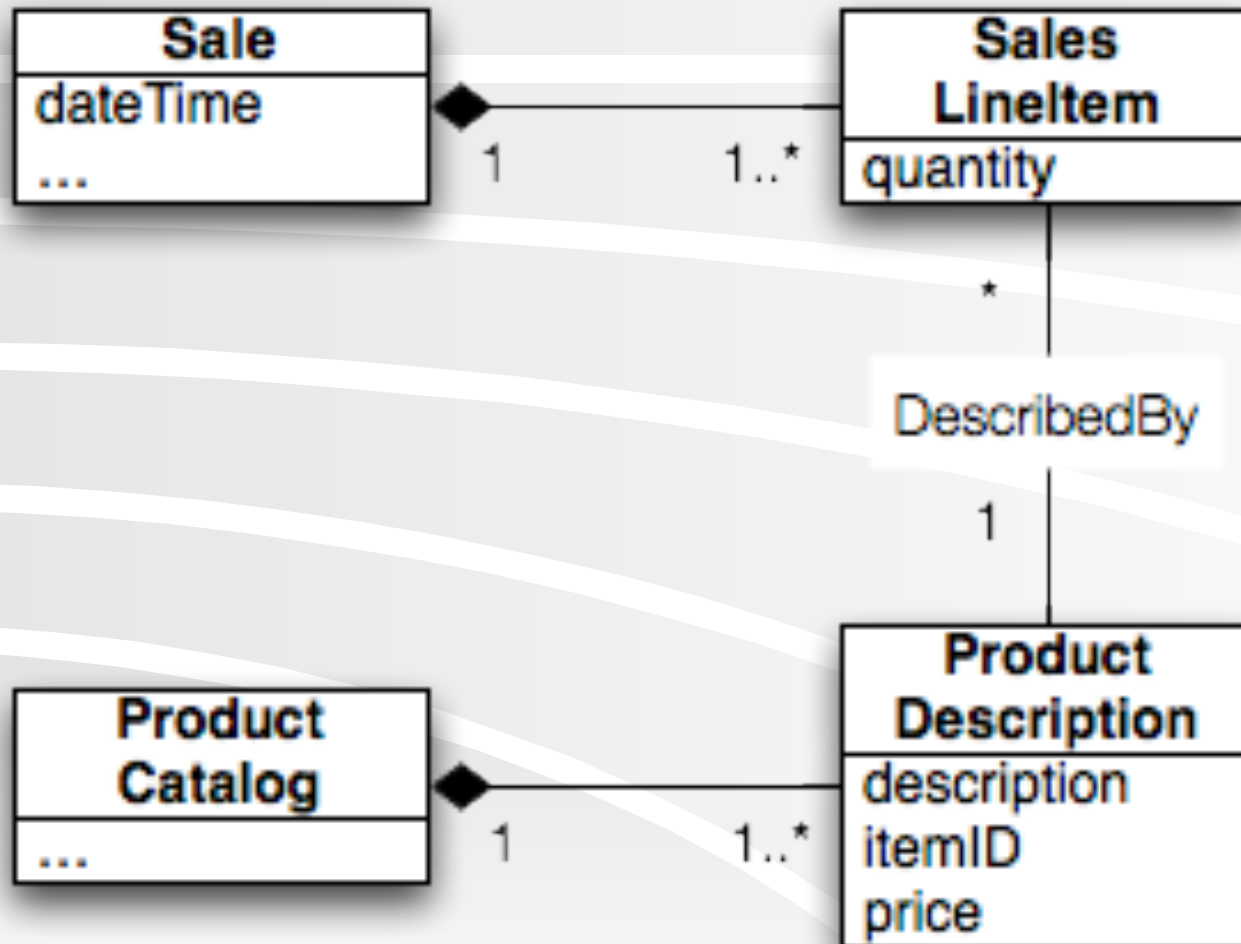 Sale
dateTime
...
1
1..*
Sales
LineItem
quantity
*
DescribedBy
1
Product
Catalog
...
1
1..*
Product
Description
description
itemID
price